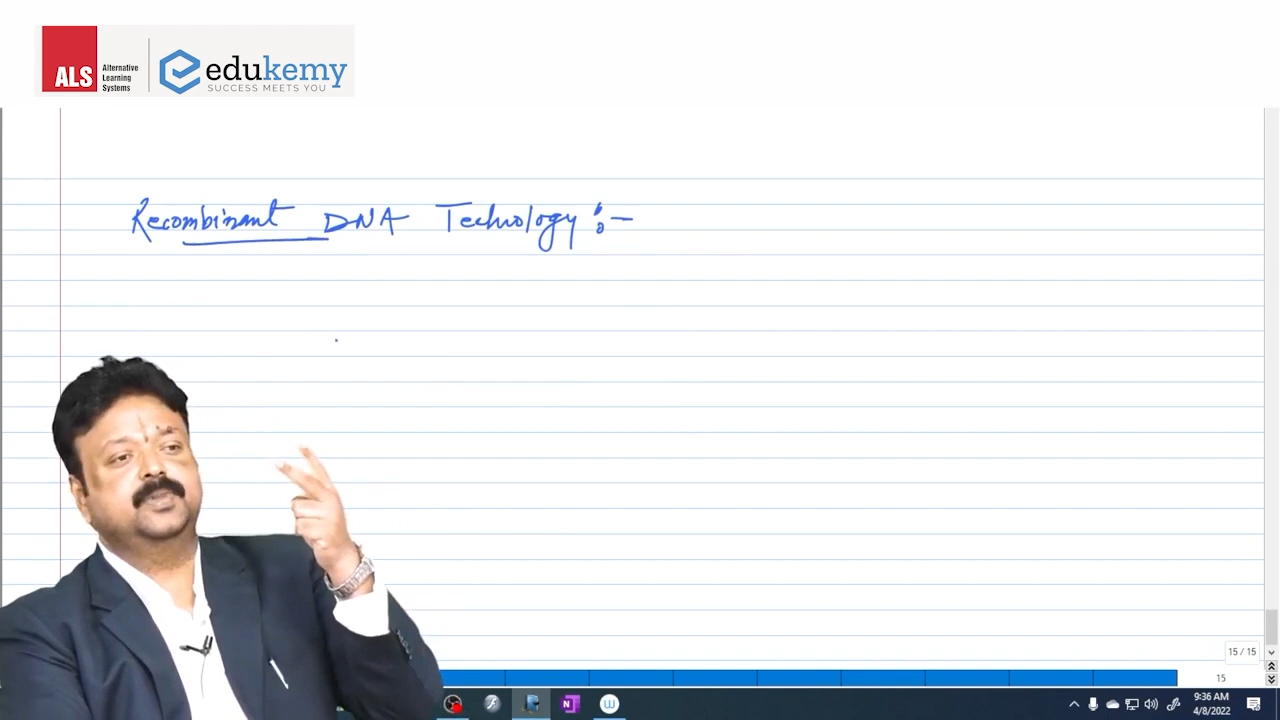 ALS
Alternative
Learning
Systems
edukemy
SUCCESS MEETS YOU
Recombinant DNA Technology :-
15 / 15
15
9:36 AM
4/8/2022